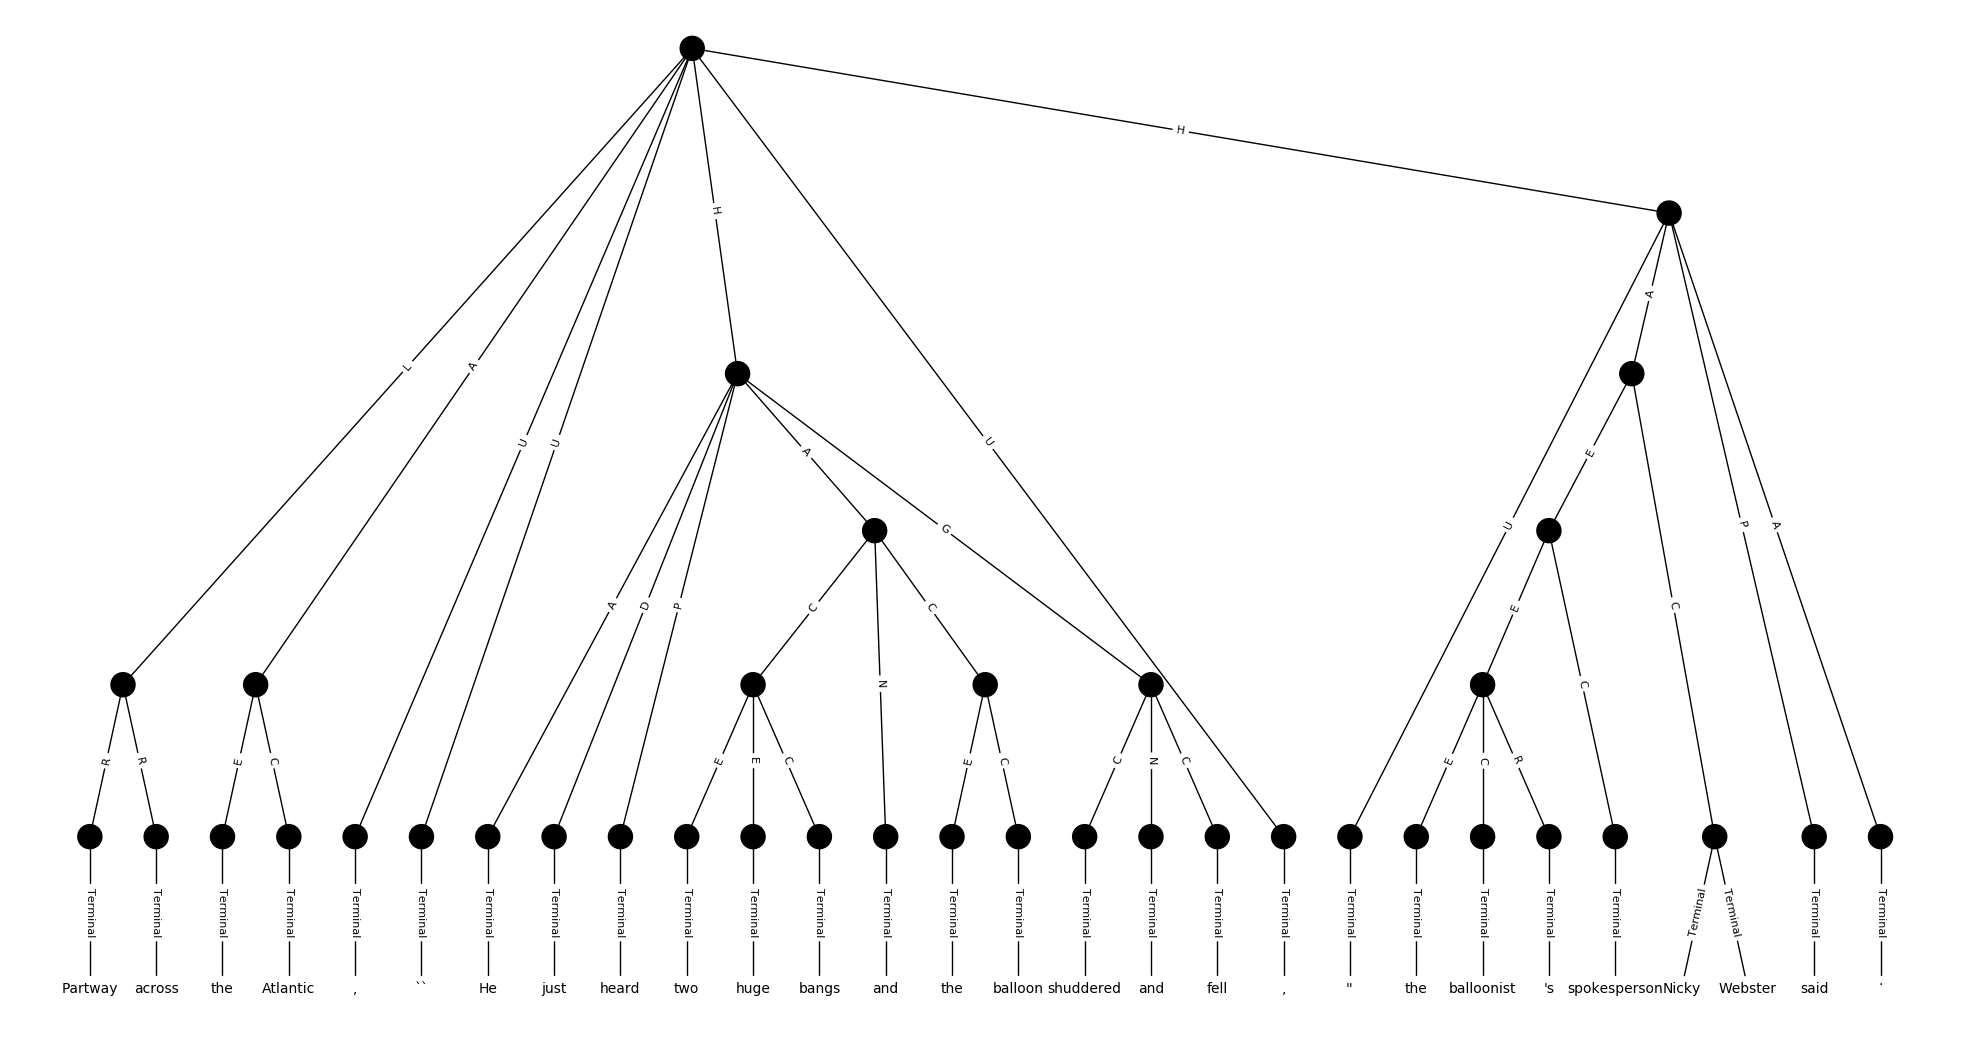 H
H
A
L
A
U
U
U
A
E
G
U
P
A
A
D
P
C
C
E
C
N
C
R
R
E
C
E
E
C
E
C
C
N
C
E
C
R
Terminal Terminal Terminal Terminal Terminal Terminal Terminal Terminal Terminal Terminal Terminal Terminal Terminal Terminal Terminal Terminal Terminal Terminal Terminal Terminal Terminal Terminal Terminal Terminal Terminal Terminal Terminal Terminal
Partway across the Atlantic , `` He just heard two huge bangs and the balloon shuddered and fell , " the balloonist 's spokesperson Nicky Webster said .